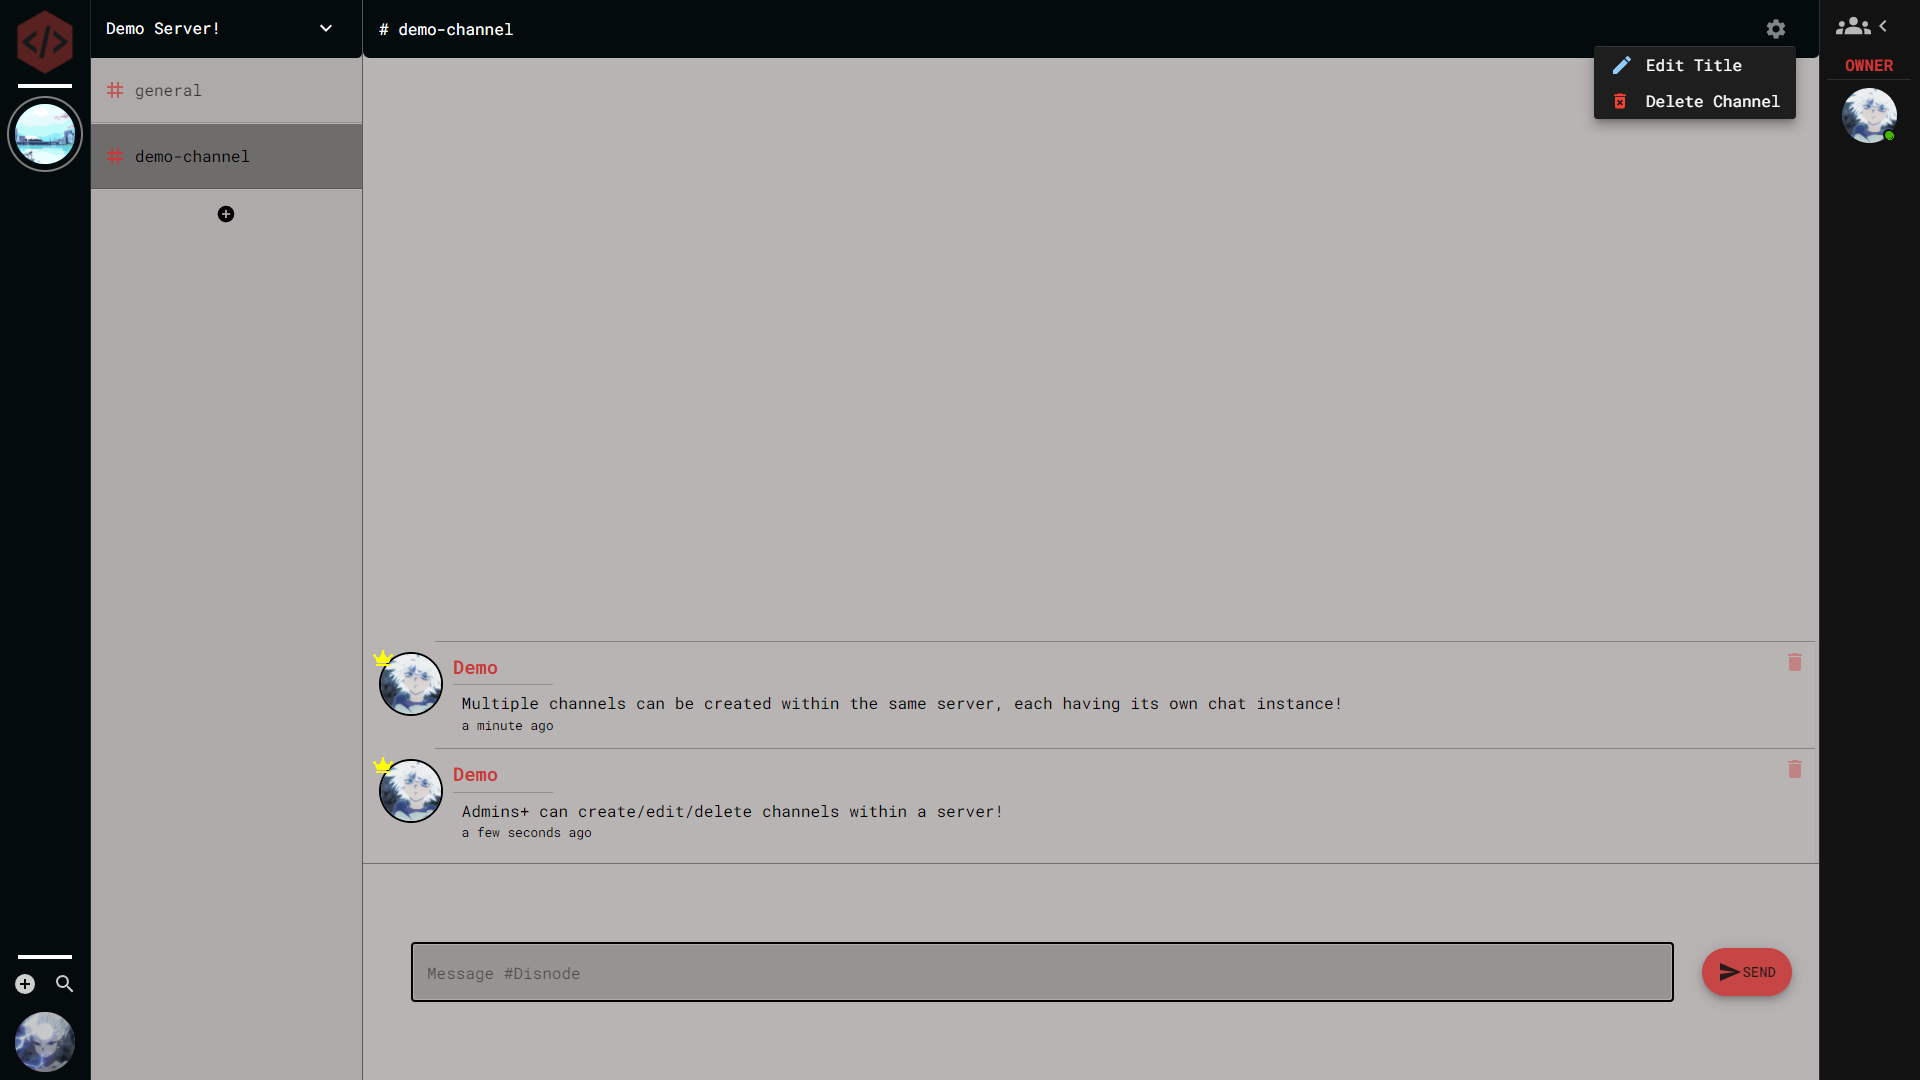 Demo Server!
# demo-channel
OWNER
Edit Title
Delete Channel
general
demo-channel
Demo
Multiple channels can be created within the same server, each having its own chat instance!
a minute ago
Demo
Admins+ can create/edit/delete channels within a server!
a few seconds ago
Message #Disnode
SEND